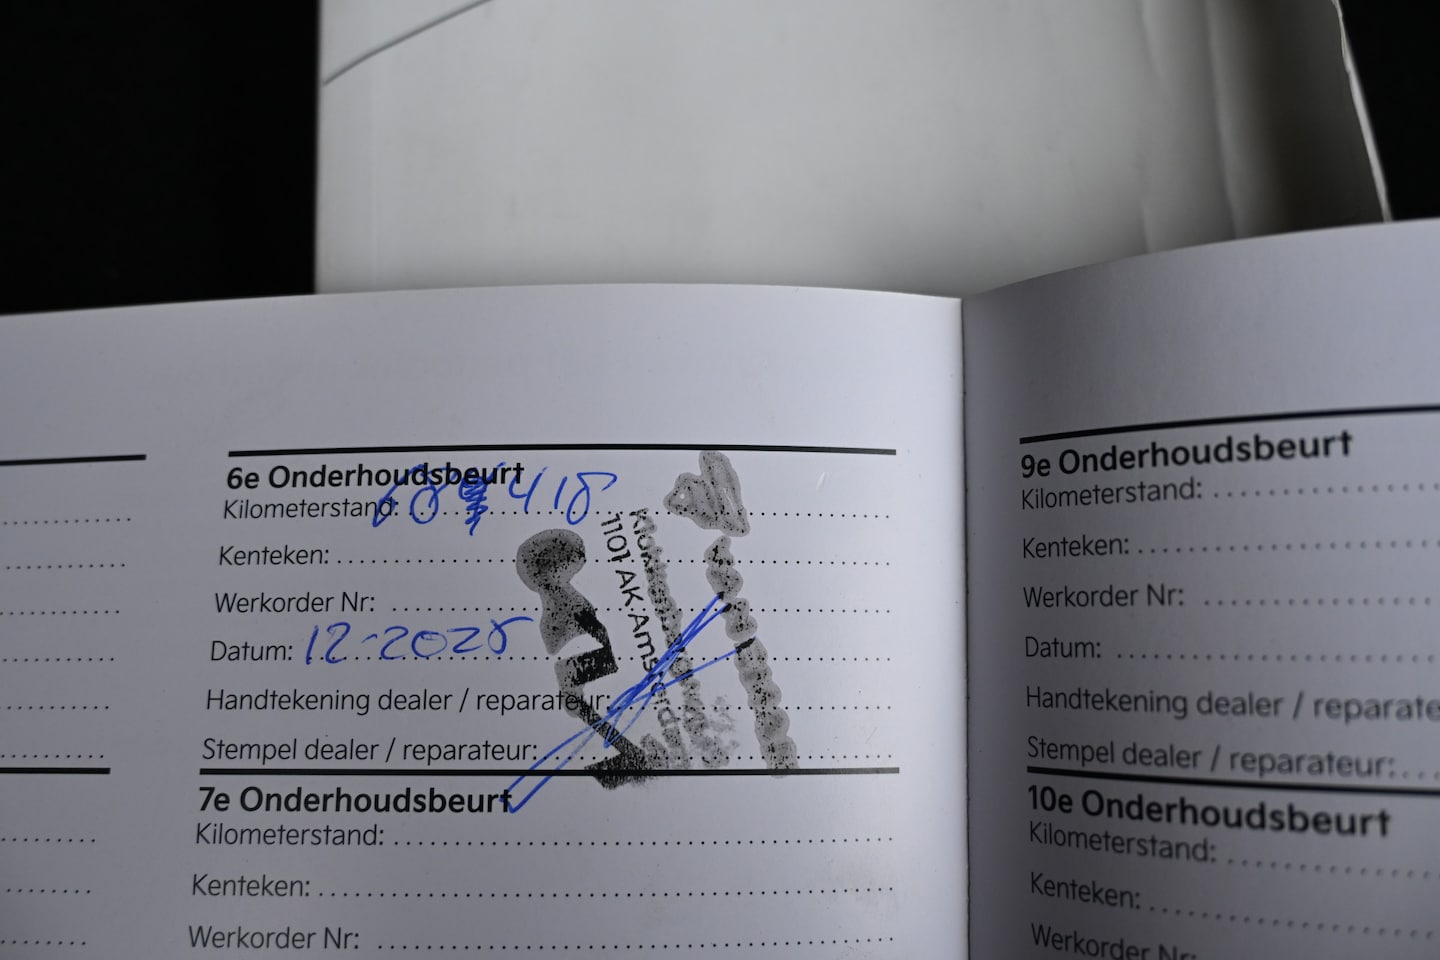 6e Onderhoudsbeurt
Kilometerstand:
Kenteken:
Werkorder Nr:
Datum: 12-2025
Handtekening dealer / reparateur:
Stempel dealer / reparateur:
1101 AK Amsterdam
7e Onderhoudsbeurt
Kilometerstand:
Kenteken:
Werkorder Nr:
9e Onderhoudsbeurt
Kilometerstand:
Kenteken:
Werkorder Nr:
Datum:
Handtekening dealer / reparate
Stempel dealer / reparateur:
10e Onderhoudsbeurt
Kilometerstand:
Kenteken:
Werkorder Nr: